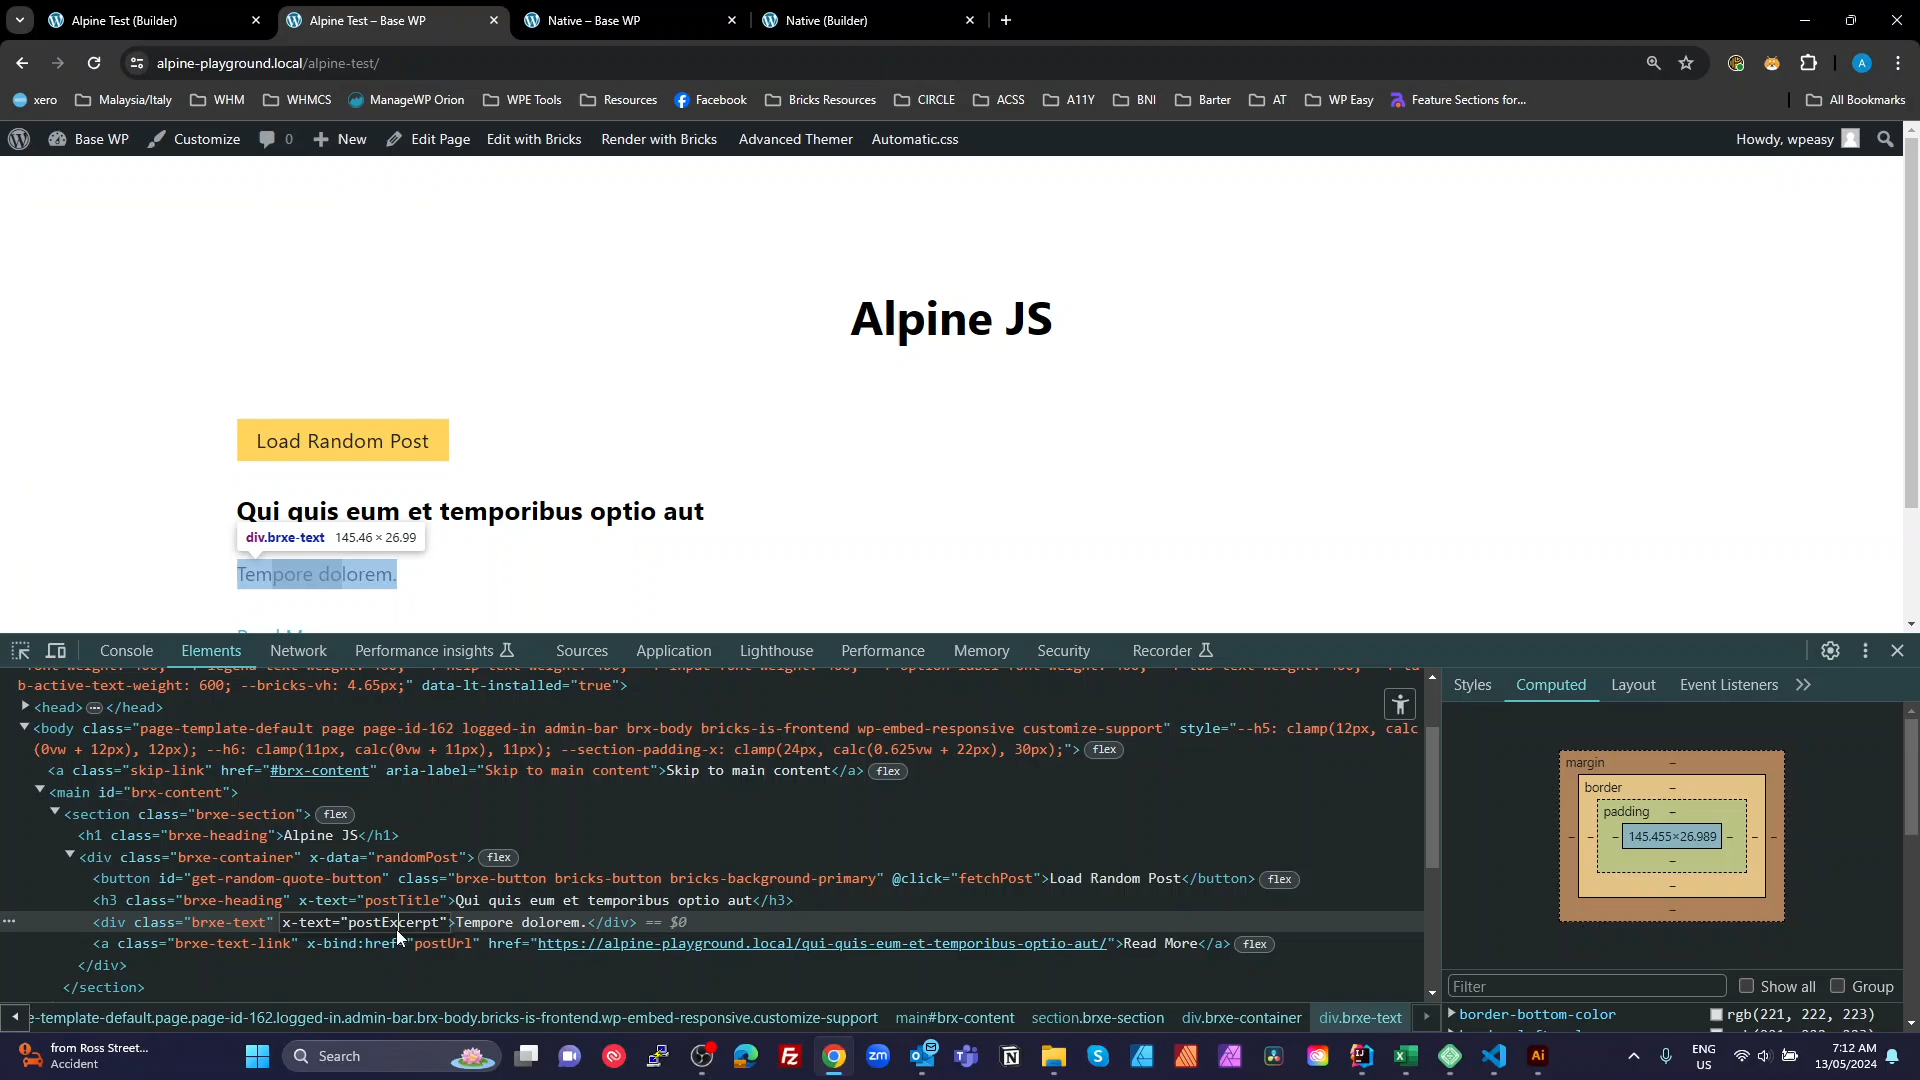 Alpine Test (Builder)
Alpine Test – Base WP
Native – Base WP
Native (Builder)
alpine-playground.local/alpine-test/
A
xero
Malaysia/Italy
WHM
WHMCS
ManageWP Orion
WPE Tools
Resources
Facebook
Bricks Resources
CIRCLE
ACSS
A11Y
BNI
Barter
AT
WP Easy
Feature Sections for...
All Bookmarks
Base WP
Customize
0
New
Edit Page
Edit with Bricks
Render with Bricks
Advanced Themer
Automatic.css
Howdy, wpeasy
Alpine JS
Load Random Post
Qui quis eum et temporibus optio aut
div.brxe-text 145.46 × 26.99
Tempore dolorem.
Console
Elements
Network
Performance insights
Sources
Application
Lighthouse
Performance
Memory
Security
Recorder
b-active-text-weight: 600; --bricks-vh: 4.65px;" data-lt-installed="true">
<head> </head>
<body class="page-template-default page page-id-162 logged-in admin-bar brx-body bricks-is-frontend wp-embed-responsive customize-support" style="--h5: clamp(12px, calc
(0vw + 12px), 12px); --h6: clamp(11px, calc(0vw + 11px), 11px); --section-padding-x: clamp(24px, calc(0.625vw + 22px), 30px);"> flex
<a class="skip-link" href="#brx-content" aria-label="Skip to main content">Skip to main content</a> flex
<main id="brx-content">
<section class="brxe-section"> flex
<h1 class="brxe-heading">Alpine JS</h1>
<div class="brxe-container" x-data="randomPost"> flex
<button id="get-random-quote-button" class="brxe-button bricks-button bricks-background-primary" @click="fetchPost">Load Random Post</button> flex
<h3 class="brxe-heading" x-text="postTitle">Qui quis eum et temporibus optio aut</h3>
<div class="brxe-text" x-text="postExcerpt">Tempore dolorem.</div> == $0
<a class="brxe-text-link" x-bind:href="postUrl" href="https://alpine-playground.local/qui-quis-eum-et-temporibus-optio-aut/">Read More</a> flex
</div>
</section>
e-template-default.page.page-id-162.logged-in.admin-bar.brx-body.bricks-is-frontend.wp-embed-responsive.customize-support
main#brx-content
section.brxe-section
div.brxe-container
div.brxe-text
Styles
Computed
Layout
Event Listeners
margin –
border –
padding –
– – – 145.455×26.989 – – –
–
–
–
Filter
Show all
Group
border-bottom-color
rgb(221, 222, 223)
from Ross Street...
Accident
Search
ENG
US
7:12 AM
13/05/2024